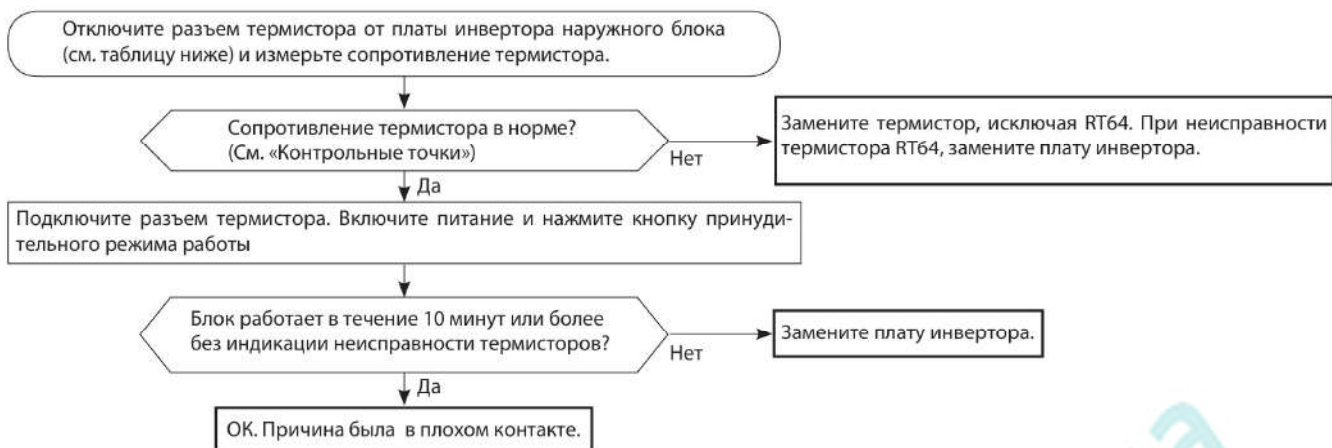 Отключите разъем термистора от платы инвертора наружного блока
(см. таблицу ниже) и измерьте сопротивление термистора.
Сопротивление термистора в норме?
(См. «Контрольные точки»)
Нет
Замените термистор, исключая RT64. При неисправности
термистора RT64, замените плату инвертора.
Да
Подключите разъем термистора. Включите питание и нажмите кнопку принуди-
тельного режима работы
Блок работает в течение 10 минут или более
без индикации неисправности термисторов?
Нет
Замените плату инвертора.
Да
ОК. Причина была в плохом контакте.